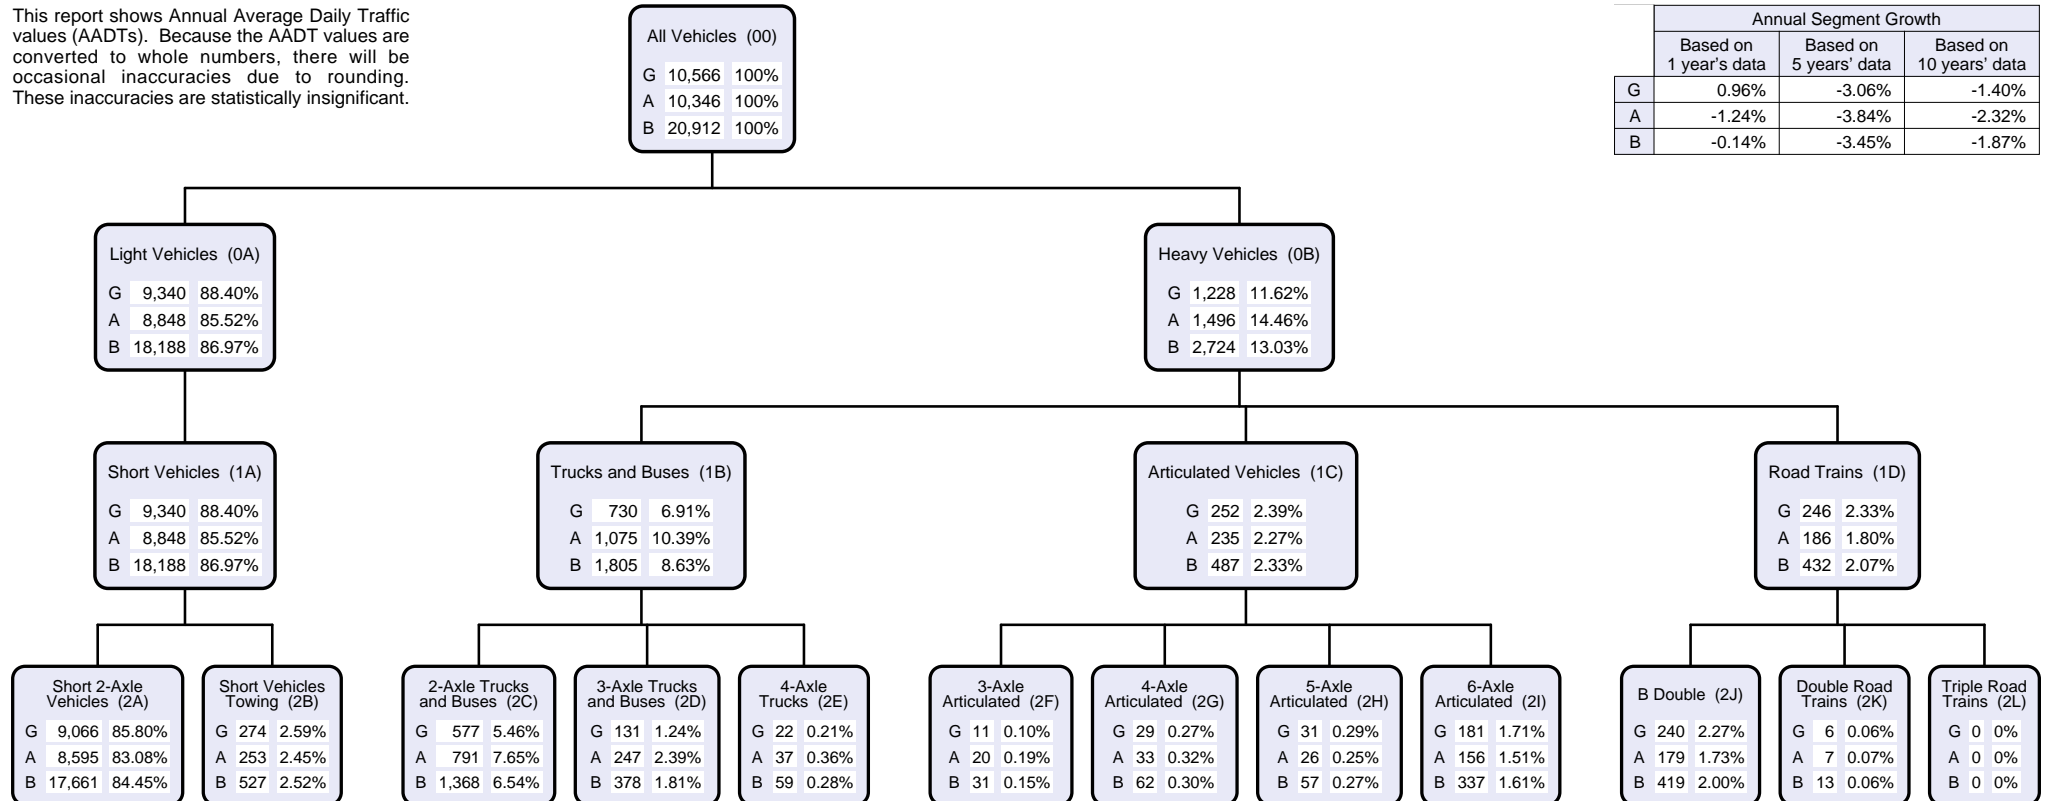 This report shows Annual Average Daily Traffic
values (AADTs). Because the AADT values are
converted to whole numbers, there will be
occasional inaccuracies due to rounding.
These inaccuracies are statistically insignificant.
All Vehicles (00)
G 10,566 100%
A 10,346 100%
B 20,912 100%
Annual Segment Growth
Based on 1 year's data Based on 5 years' data Based on 10 years' data
G 0.96% -3.06% -1.40%
A -1.24% -3.84% -2.32%
B -0.14% -3.45% -1.87%
Light Vehicles (0A)
G 9,340 88.40%
A 8,848 85.52%
B 18,188 86.97%
Heavy Vehicles (0B)
G 1,228 11.62%
A 1,496 14.46%
B 2,724 13.03%
Short Vehicles (1A)
G 9,340 88.40%
A 8,848 85.52%
B 18,188 86.97%
Trucks and Buses (1B)
G 730 6.91%
A 1,075 10.39%
B 1,805 8.63%
Articulated Vehicles (1C)
G 252 2.39%
A 235 2.27%
B 487 2.33%
Road Trains (1D)
G 246 2.33%
A 186 1.80%
B 432 2.07%
Short 2-Axle
Vehicles (2A)
G 9,066 85.80%
A 8,595 83.08%
B 17,661 84.45%
Short Vehicles
Towing (2B)
G 274 2.59%
A 253 2.45%
B 527 2.52%
2-Axle Trucks
and Buses (2C)
G 577 5.46%
A 791 7.65%
B 1,368 6.54%
3-Axle Trucks
and Buses (2D)
G 131 1.24%
A 247 2.39%
B 378 1.81%
4-Axle
Trucks (2E)
G 22 0.21%
A 37 0.36%
B 59 0.28%
3-Axle
Articulated (2F)
G 11 0.10%
A 20 0.19%
B 31 0.15%
4-Axle
Articulated (2G)
G 29 0.27%
A 33 0.32%
B 62 0.30%
5-Axle
Articulated (2H)
G 31 0.29%
A 26 0.25%
B 57 0.27%
6-Axle
Articulated (2I)
G 181 1.71%
A 156 1.51%
B 337 1.61%
B Double (2J)
G 240 2.27%
A 179 1.73%
B 419 2.00%
Double Road
Trains (2K)
G 6 0.06%
A 7 0.07%
B 13 0.06%
Triple Road
Trains (2L)
G 0 0%
A 0 0%
B 0 0%